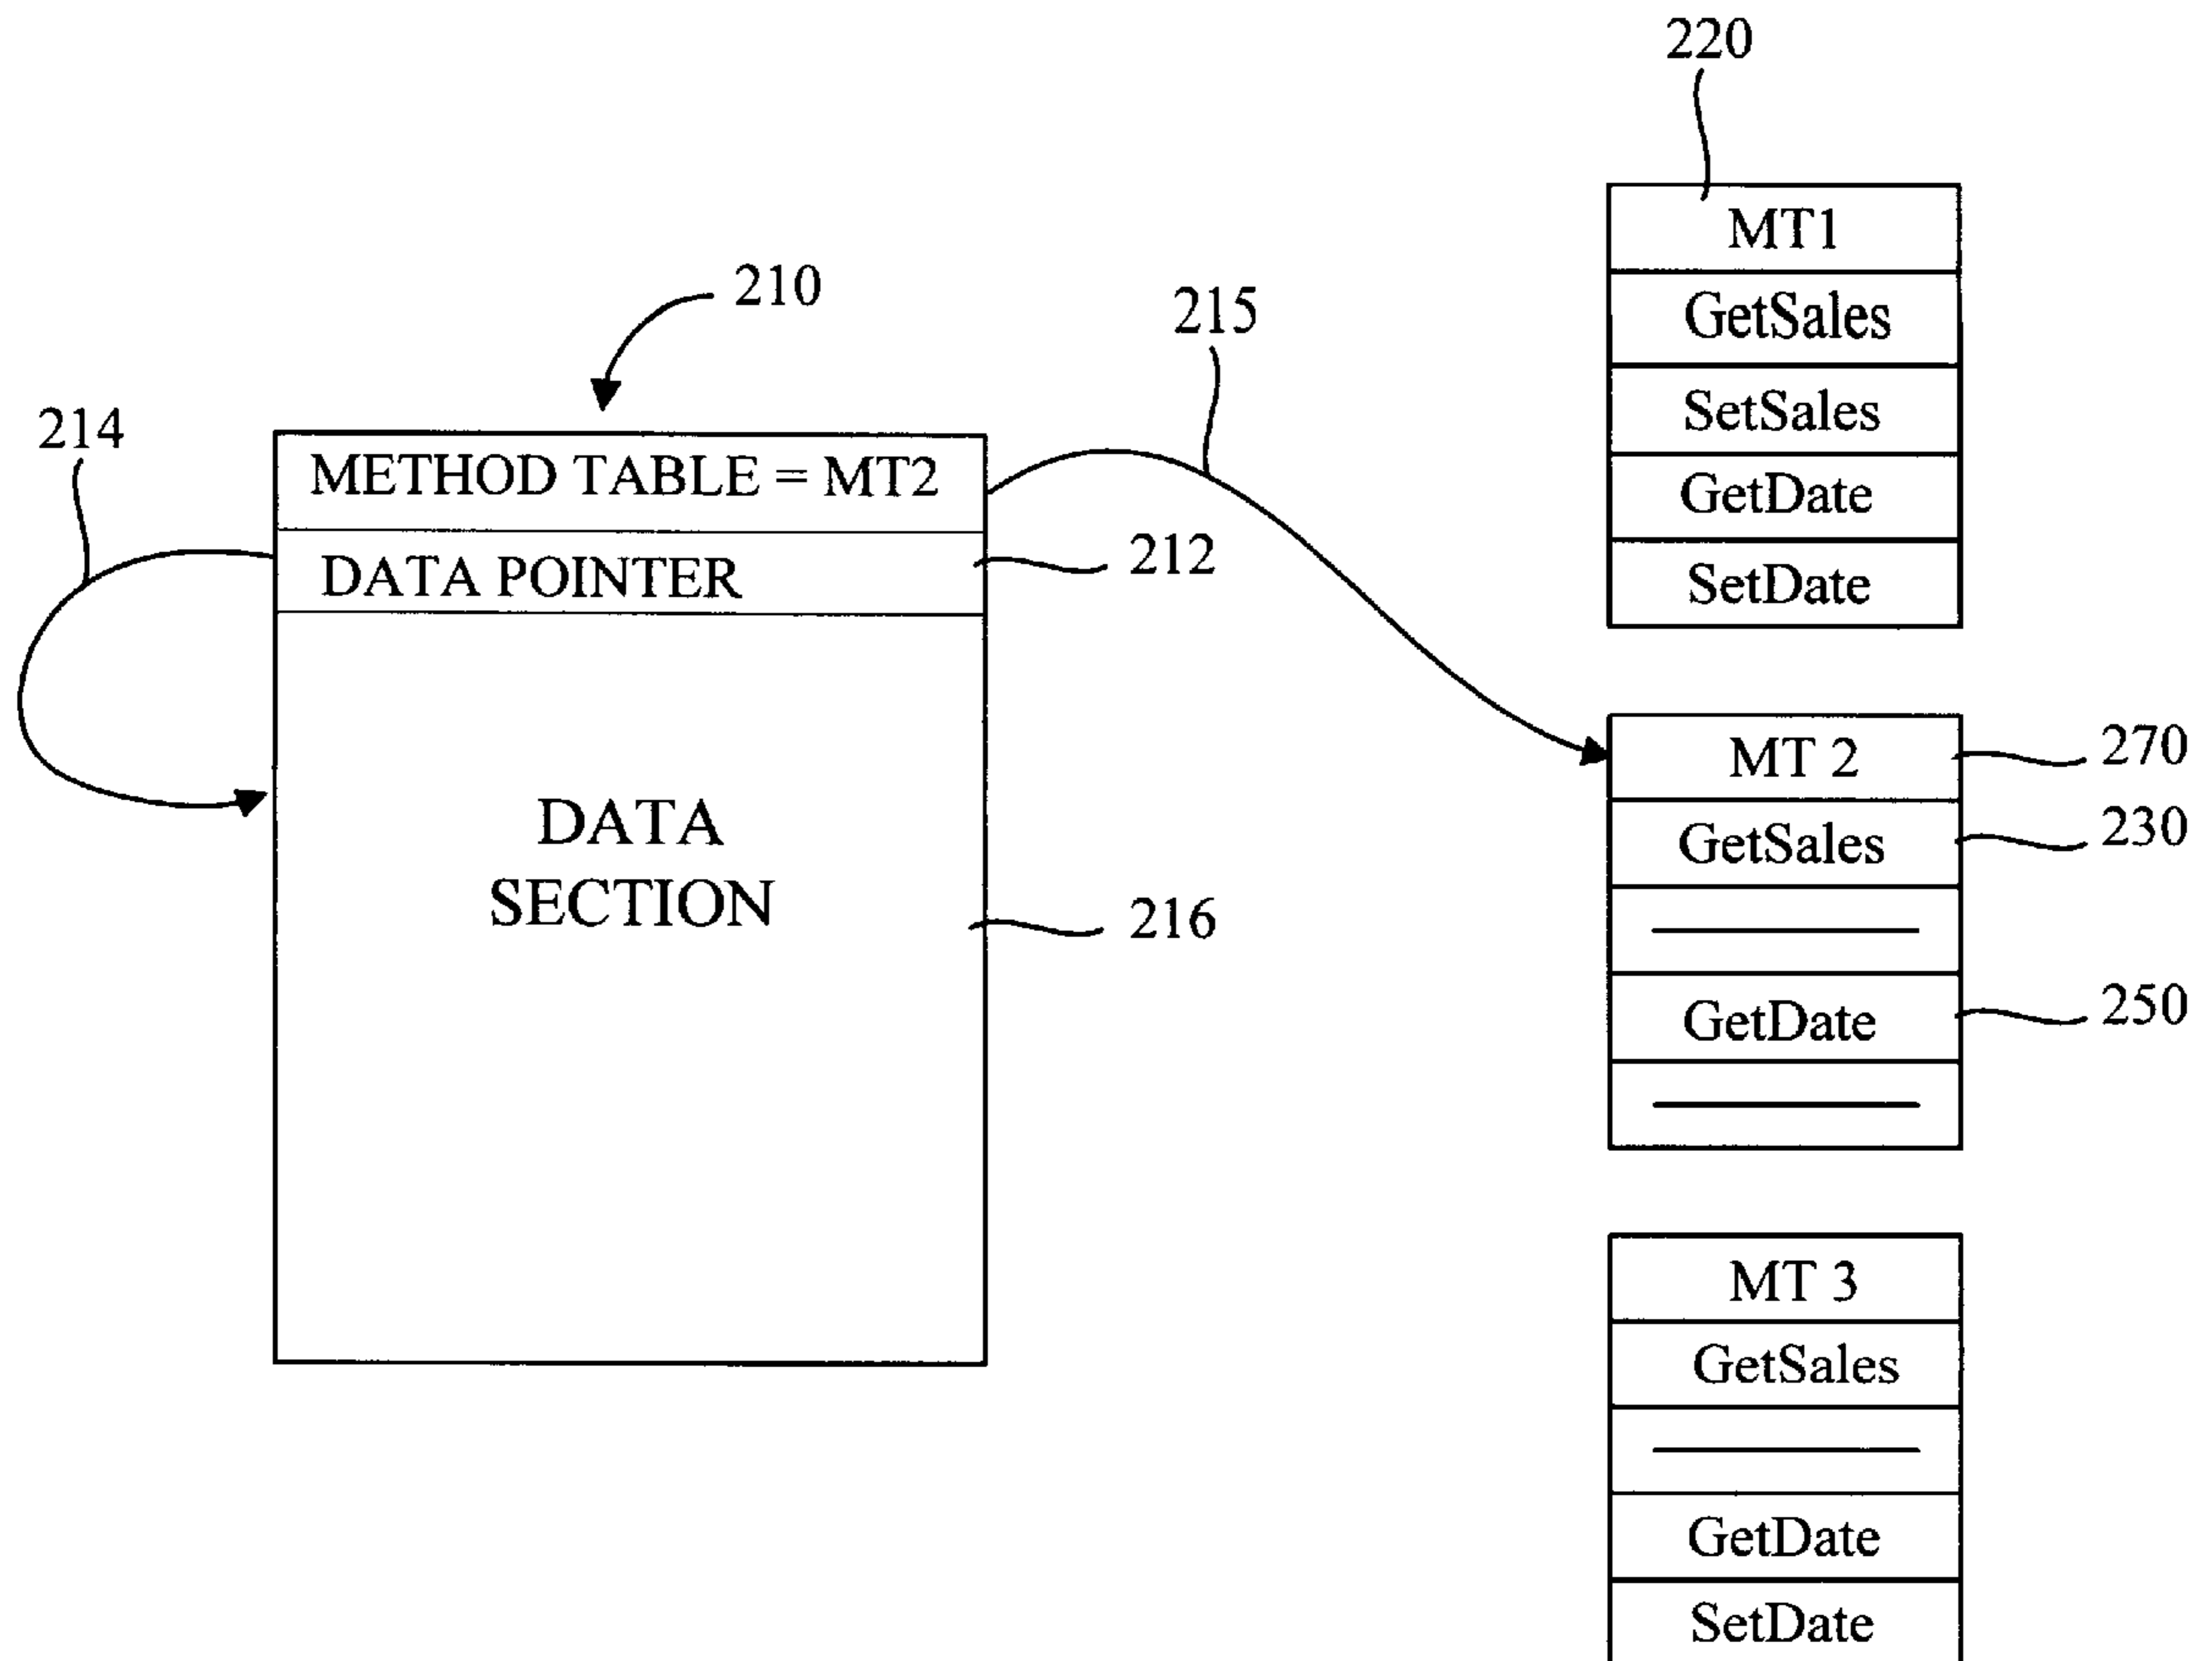 220
MT1
GetSales
SetSales
GetDate
SetDate
210
215
214
METHOD TABLE = MT2
DATA POINTER
212
DATA
SECTION
216
MT 2
270
GetSales
230
GetDate
250
MT 3
GetSales
GetDate
SetDate